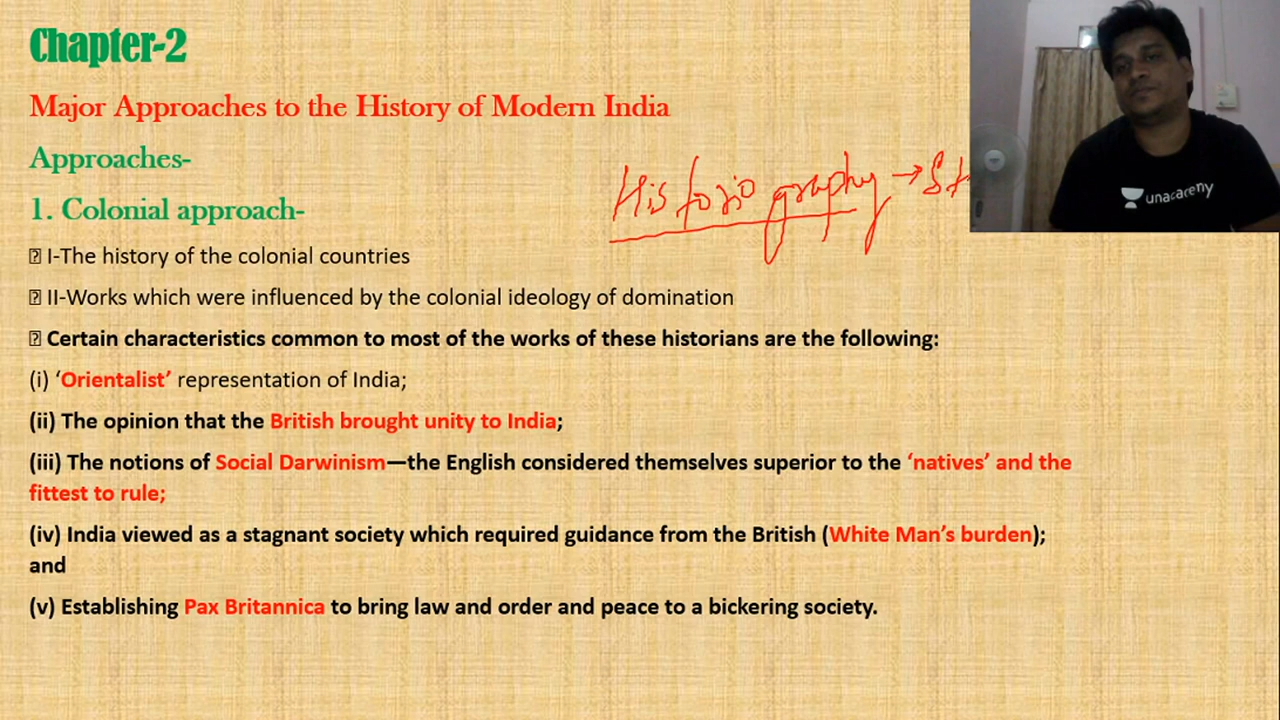 Chapter-2
Major Approaches to the History of Modern India
Approaches-
1. Colonial approach-
Historiography → St
unacademy
I-The history of the colonial countries
II-Works which were influenced by the colonial ideology of domination
Certain characteristics common to most of the works of these historians are the following:
(i) ‘Orientalist’ representation of India;
(ii) The opinion that the British brought unity to India;
(iii) The notions of Social Darwinism—the English considered themselves superior to the ‘natives’ and the
fittest to rule;
(iv) India viewed as a stagnant society which required guidance from the British (White Man’s burden);
and
(v) Establishing Pax Britannica to bring law and order and peace to a bickering society.